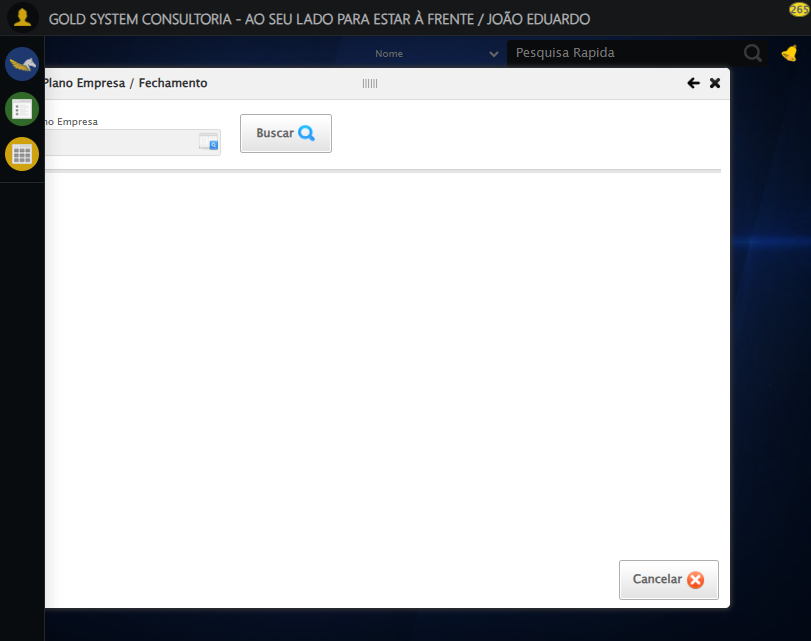 GOLD SYSTEM CONSULTORIA - AO SEU LADO PARA ESTAR À FRENTE / JOÃO EDUARDO
265
Nome
Pesquisa Rapida
Plano Empresa / Fechamento
no Empresa
Buscar
Cancelar